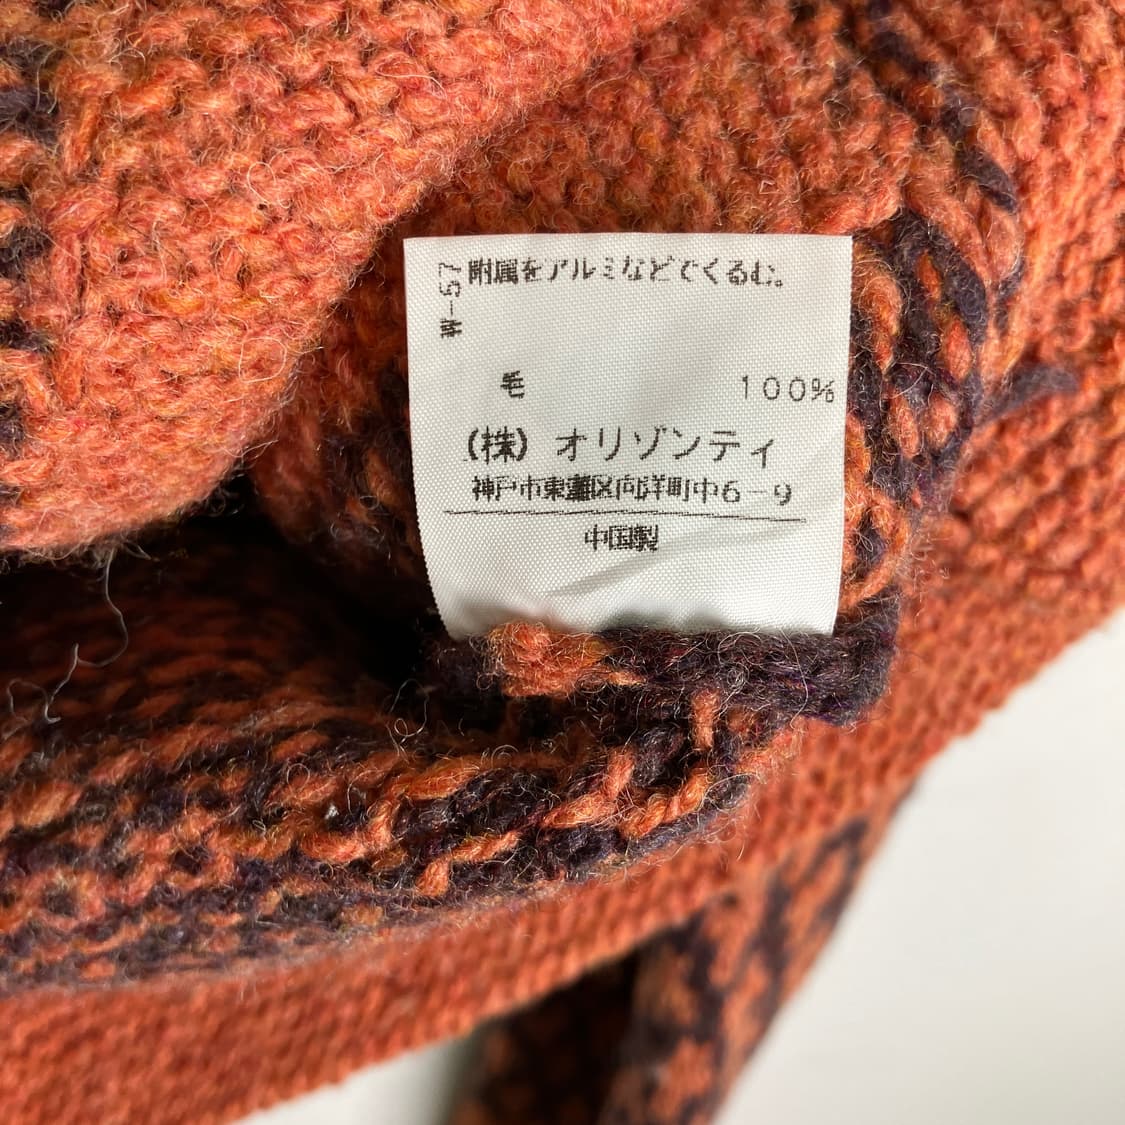 附属をアルミなどでくるむ。
W-57
毛 100%
(株) オリゾンティ
神戸市東灘区向洋町中6-9
中国製